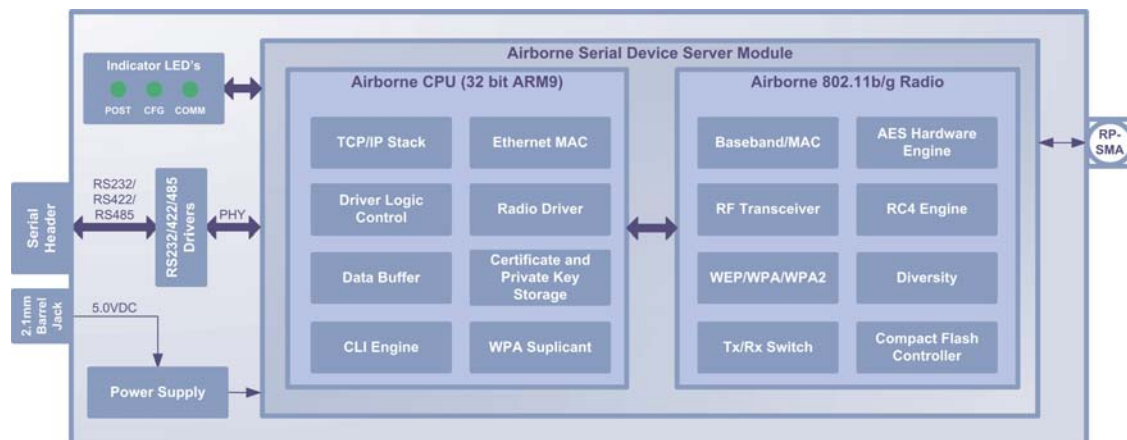 Airborne Serial Device Server Module
Indicator LED's
POST CFG COMM
Airborne CPU (32 bit ARM9)
TCP/IP Stack
Ethernet MAC
Driver Logic
Control
Radio Driver
Data Buffer
Certificate and
Private Key
Storage
CLI Engine
WPA Suplicant
Airborne 802.11b/g Radio
Baseband/MAC
AES Hardware
Engine
RF Transceiver
RC4 Engine
WEP/WPA/WPA2
Diversity
Tx/Rx Switch
Compact Flash
Controller
RP-
SMA
Serial
Header
RS232/
RS422/
RS485
RS232/422/485
Drivers
PHY
2.1mm
Barrel
Jack
5.0VDC
Power Supply